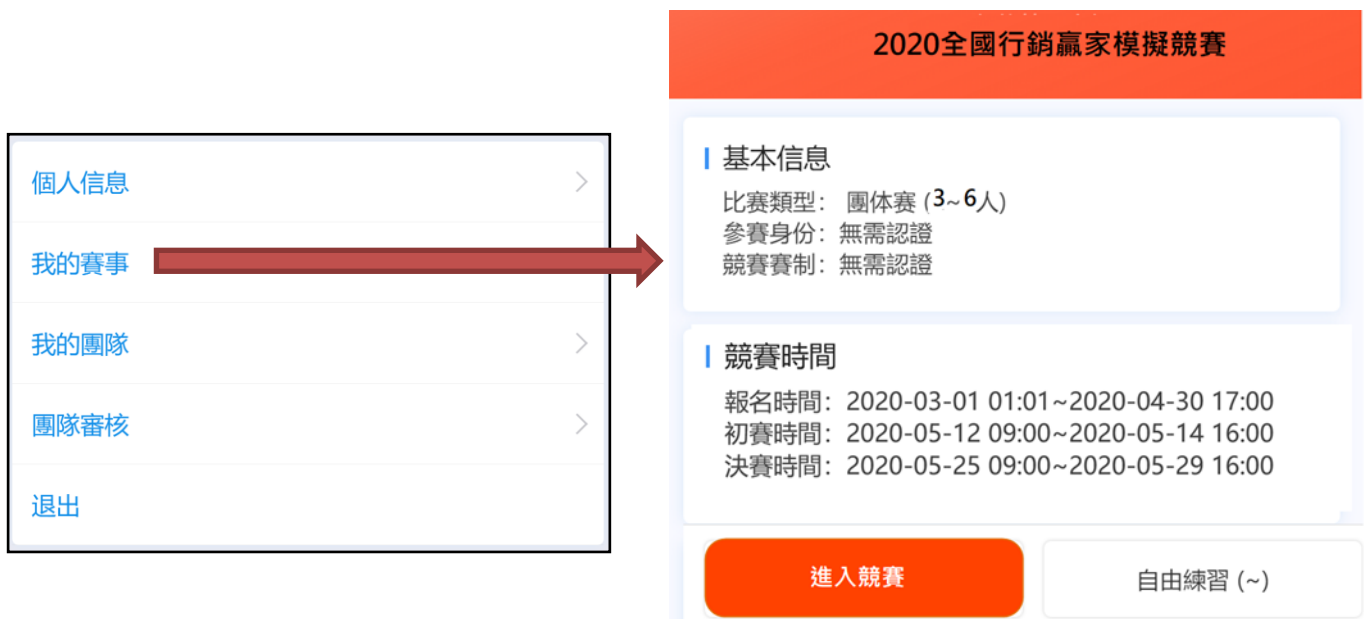 個人信息
我的賽事
我的團隊
團隊審核
退出
2020全國行銷贏家模擬競賽
基本信息
比赛類型： 團体赛 (3~6人)
參賽身份：無需認證
競賽賽制：無需認證
競賽時間
報名時間：2020-03-01 01:01~2020-04-30 17:00
初賽時間：2020-05-12 09:00~2020-05-14 16:00
決賽時間：2020-05-25 09:00~2020-05-29 16:00
進入競賽
自由練習 (~)